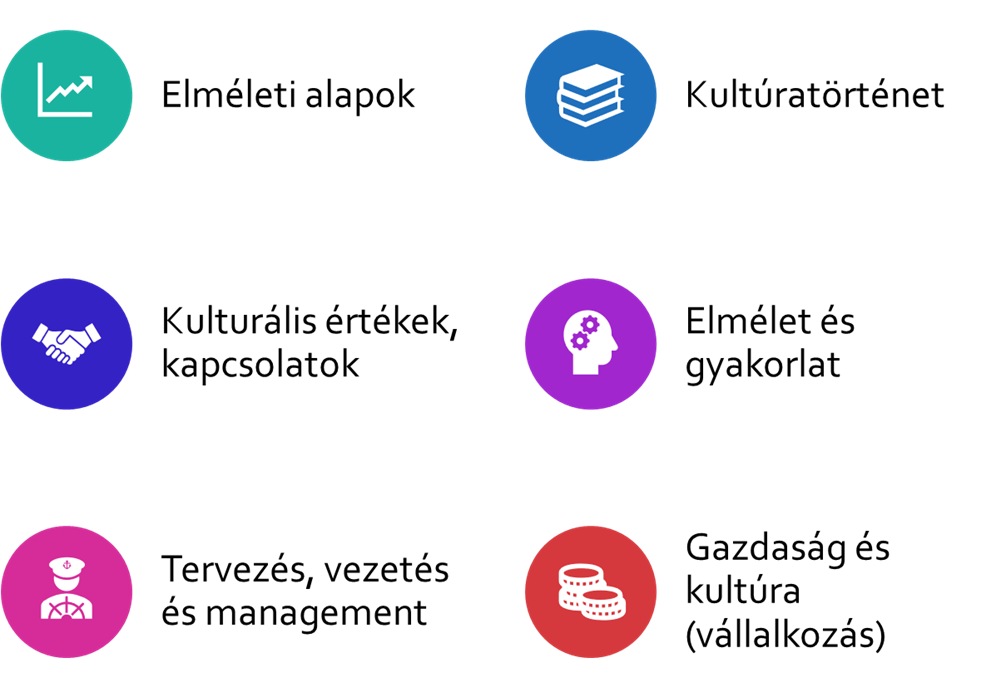 Elméleti alapok
Kultúratörténet
Kulturális értékek,
kapcsolatok
Elmélet és
gyakorlat
Tervezés, vezetés
és management
Gazdaság és
kultúra
(vállalkozás)